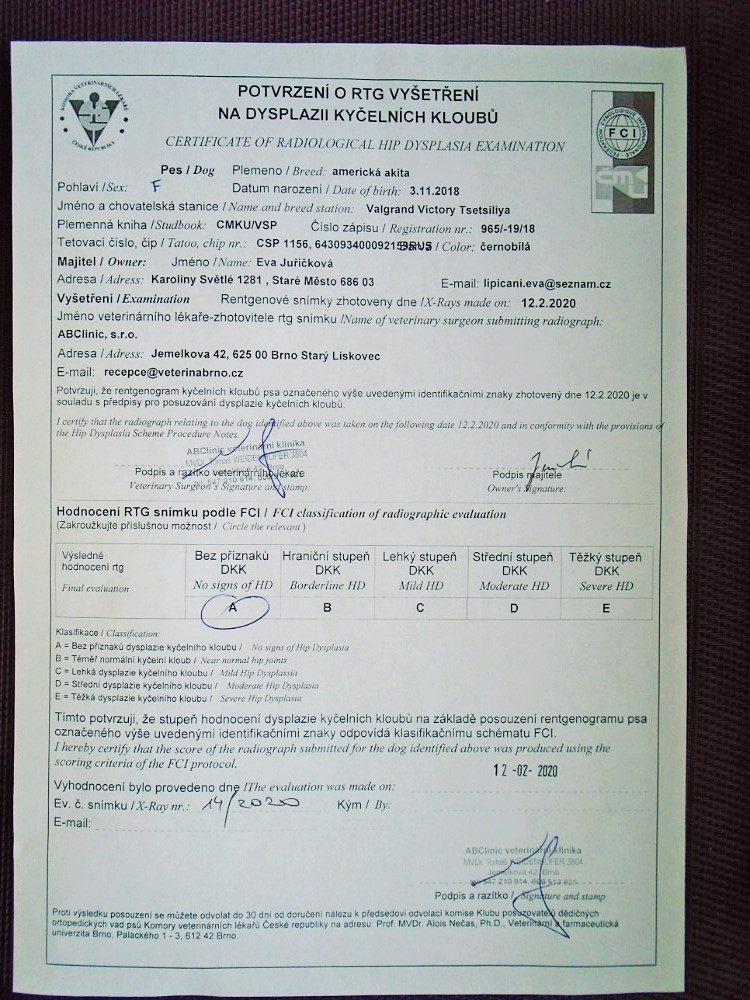 KOMORA VETERINÁRNÍCH LÉKAŘŮ
ČESKÉ REPUBLIKY
POTVRZENÍ O RTG VYŠETŘENÍ
NA DYSPLAZII KYČELNÍCH KLOUBŮ
CERTIFICATE OF RADIOLOGICAL HIP DYSPLASIA EXAMINATION
FCI
Pes / Dog Plemeno / Breed: americká akita
Pohlaví / Sex: F Datum narození / Date of birth: 3.11.2018
Jméno a chovatelská stanice / Name and breed station: Valgrand Victory Tsetsiliya
Plemenná kniha /Studbook: CMKU/VSP Číslo zápisu / Registration nr.: 965/-19/18
Tetovací číslo, čip / Tatoo, chip nr.: CSP 1156, / Color: černobílá
Majitel / Owner: Jméno /Name: Eva Juřičková
Adresa / Adress: Karoliny Světlé 1281 , Staré Město 686 03 E-mail: lipicani.eva@seznam.cz
Vyšetření / Examination Rentgenové snímky zhotoveny dne /X-Rays made on: 12.2.2020
Jméno veterinárního lékaře-zhotovitele rtg snímku /Name of veterinary surgeon submitting radiograph:
ABClinic, s.r.o.
Adresa / Adress: Jemelkova 42, 625 00 Brno Starý Lískovec
E-mail: recepce@veterinabrno.cz
Potvrzuji, že rentgenogram kyčelních kloubů psa označeného výše uvedenými identifikačními znaky zhotovený dne 12.2.2020 je v
souladu s předpisy pro posuzování dysplazie kyčelních kloubů.
I certify that the radiograph relating to the dog identified above was taken on the following date 12.2.2020 and in conformity with the provisions of
the Hip Dysplasia Scheme Procedure Notes.
ABClinic veterinární klinika
MVDr. Tomáš WEIDENHOFER 3804
Podpis a razítko veterinárního lékaře Podpis majitele
Veterinary Surgeon's Signature and stamp: Owner's Signature:
Hodnocení RTG snímku podle FCI / FCI classification of radiographic evaluation
(Zakroužkujte příslušnou možnost / Circle the relevant )
Výsledné hodnocení rtg Final evaluation
Bez příznaků DKK No signs of HD
Hraniční stupeň DKK Borderline HD
Lehký stupeň DKK Mild HD
Střední stupeň DKK Moderate HD
Těžký stupeň DKK Severe HD
A B C D E
Klasifikace / Classification:
A = Bez příznaků dysplazie kyčelního kloubu / No signs of Hip Dysplasia
B = Téměř normální kyčelní kloub / Near normal hip joints
C = Lehká dysplazie kyčelního kloubu / Mild Hip Dysplassia
D = Střední dysplazie kyčelního kloubu / Moderate Hip Dysplasia
E = Těžká dysplazie kyčelního kloubu / Severe Hip Dysplasia
Tímto potvrzuji, že stupeň hodnocení dysplazie kyčelních kloubů na základě posouzení rentgenogramu psa
označeného výše uvedenými identifikačními znaky odpovídá klasifikačnímu schématu FCI.
I hereby certify that the score of the radiograph submitted for the dog identified above was produced using the
scoring criteria of the FCI protocol.
12 -02- 2020
Vyhodnocení bylo provedeno dne /The evaluation was made on:
Ev. č. snímku / X-Ray nr.: 14/2020 Kým / By:
E-mail:
ABClinic veterinární klinika
MVDr. Tomáš WEIDENHOFER 3804
Jemelkova 42, Brno
Podpis a razítko / Signature and stamp
Proti výsledku posouzení se můžete odvolat do 30 dní od doručení nálezu k předsedovi odvolací komise Klubu posuzovatelů dědičných
ortopedických vad psů Komory veterinárních lékařů České republiky na adresu: Prof. MVDr. Alois Nečas, Ph.D., Veterinární a farmaceutická
univerzita Brno, Palackého 1 - 3, 612 42 Brno.